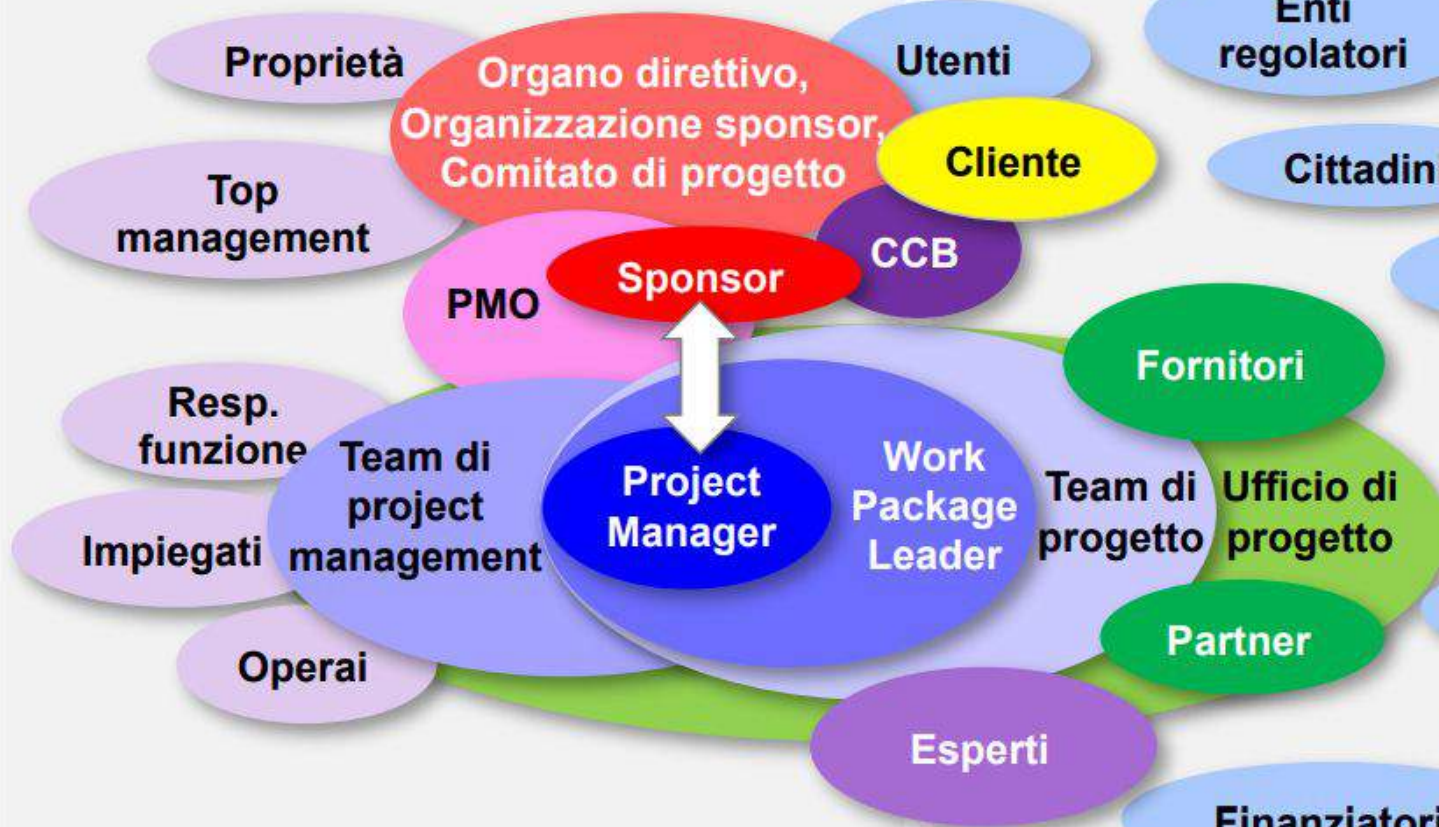 Proprietà
Organo direttivo,
Organizzazione sponsor,
Comitato di progetto
Utenti
Enti
regolatori
Cliente
Cittadini
Top
management
CCB
Sponsor
PMO
Fornitori
Resp.
funzione
Team di
project
management
Project
Manager
Work
Package
Leader
Team di
progetto
Ufficio di
progetto
Impiegati
Operai
Partner
Esperti
Finanziatori